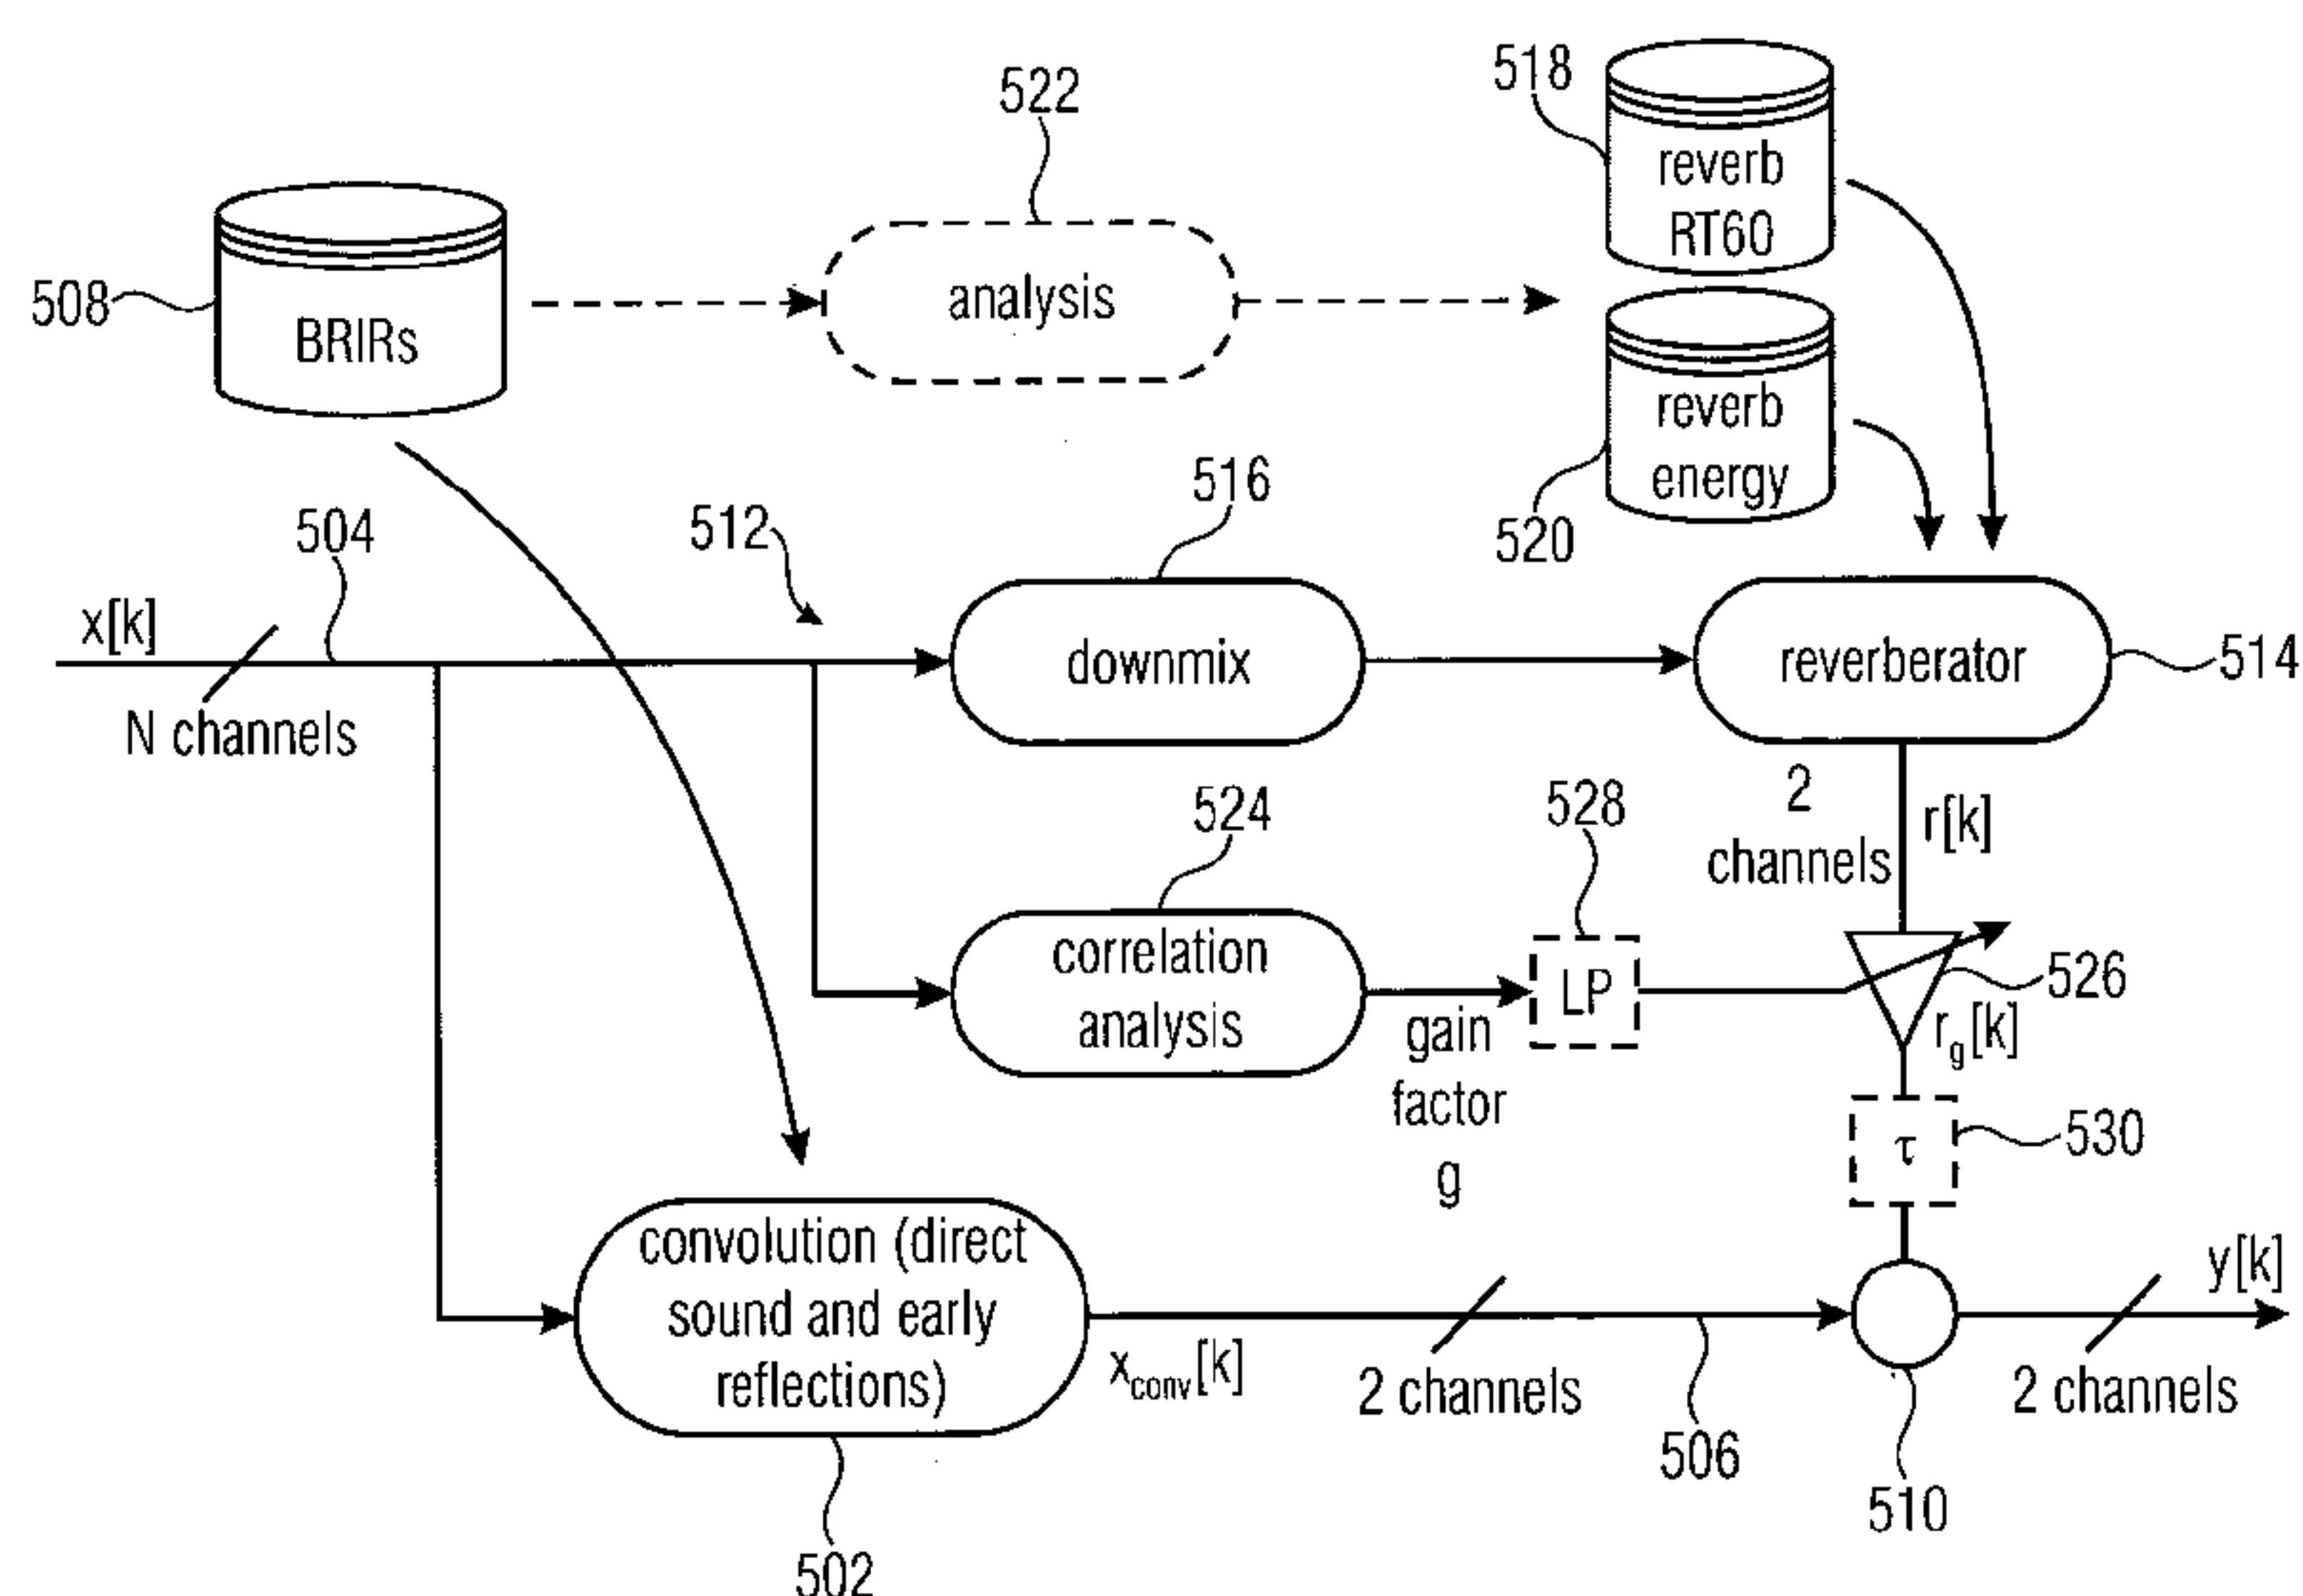 522
518
reverb
RT60
508
BRIRs
analysis
reverb
energy
520
504
512
516
x[k]
N channels
downmix
reverberator
514
2
channels
r[k]
524
528
correlation
analysis
LP
526
gain
factor
g
r_g[k]
τ
530
convolution (direct
sound and early
reflections)
x_conv[k]
2 channels
506
y[k]
2 channels
510
502